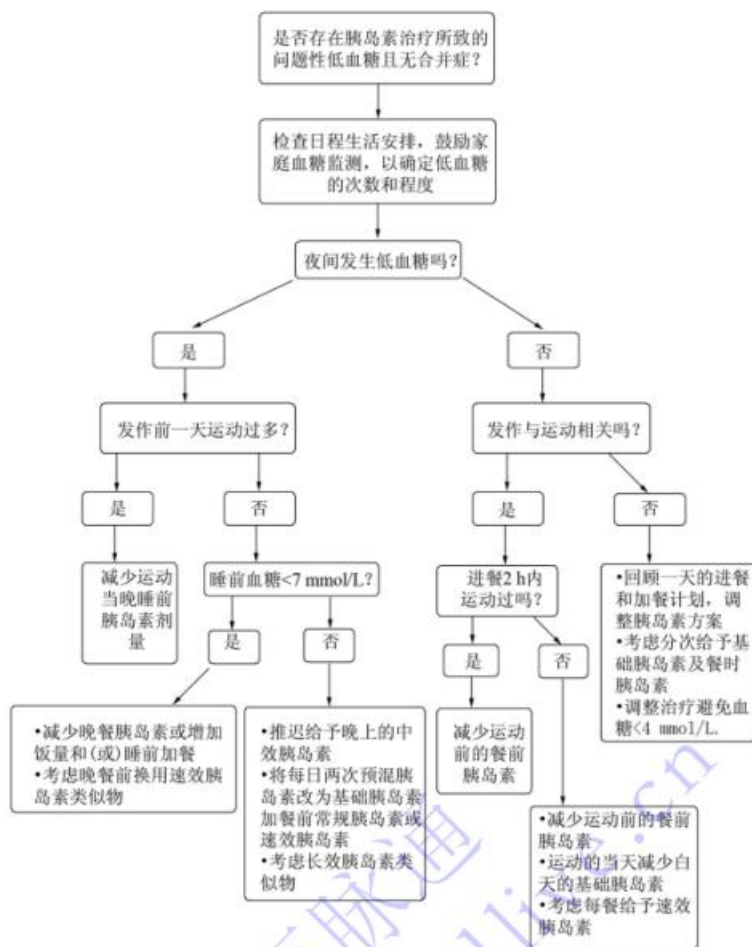 是否存在胰岛素治疗所致的
问题性低血糖且无合并症？
检查日程生活安排，鼓励家
庭血糖监测，以确定低血糖
的次数和程度
夜间发生低血糖吗？
是
否
发作前一天运动过多？
发作与运动相关吗？
是
否
是
否
减少运动
当晚睡前
胰岛素剂
量
睡前血糖<7 mmol/L？
进餐2 h内
运动过吗？
•回顾一天的进餐
和加餐计划，调
整胰岛素方案
•考虑分次给予基
础胰岛素及餐时
胰岛素
•调整治疗避免血
糖<4 mmol/L.
是
否
是
否
•减少晚餐胰岛素或增加
饭量和(或)睡前加餐
•考虑晚餐前换用速效胰
岛素类似物
•推迟给予晚上的中
效胰岛素
•将每日两次预混胰
岛素改为基础胰岛素
加餐前常规胰岛素或
速效胰岛素
•考虑长效胰岛素类
似物
减少运动
前的餐前
胰岛素
•减少运动前的餐前
胰岛素
•运动的当天减少白
天的基础胰岛素
•考虑每餐给予速效
胰岛素